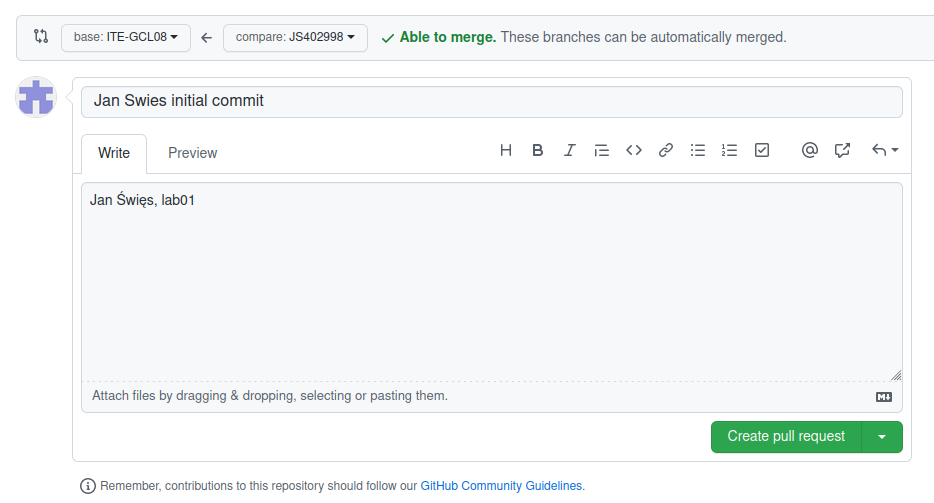 base: ITE-GCL08 compare: JS402998 Able to merge. These branches can be automatically merged.
Jan Swies initial commit
Write Preview
Jan Święs, lab01
Attach files by dragging & dropping, selecting or pasting them.
Create pull request
Remember, contributions to this repository should follow our GitHub Community Guidelines.